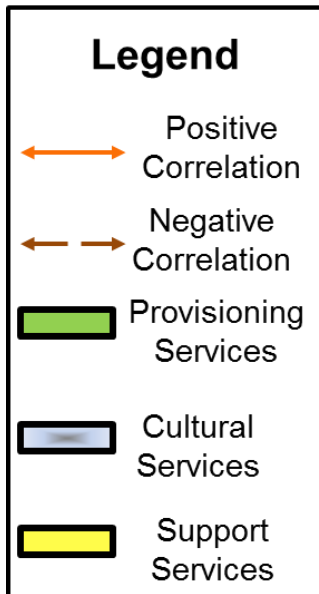 Legend
Positive
Correlation
Negative
Correlation
Provisioning
Services
Cultural
Services
Support
Services